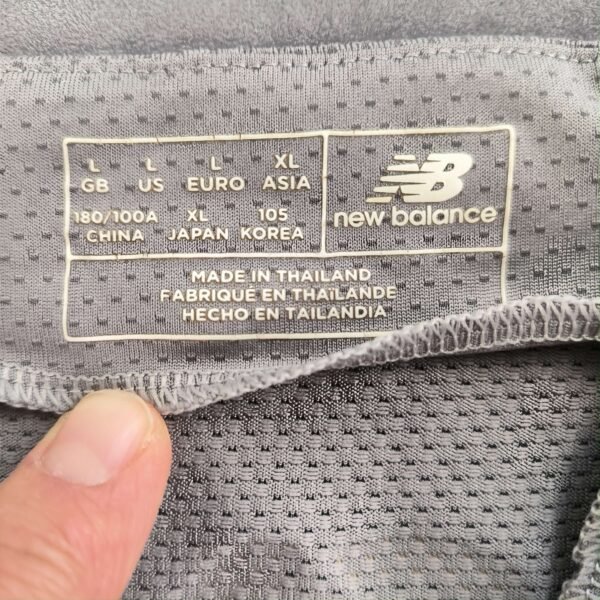 L L L XL
GB US EURO ASIA
180/100A XL 105
CHINA JAPAN KOREA
NB
new balance
MADE IN THAILAND
FABRIQUÉ EN THAÏLANDE
HECHO EN TAILANDIA